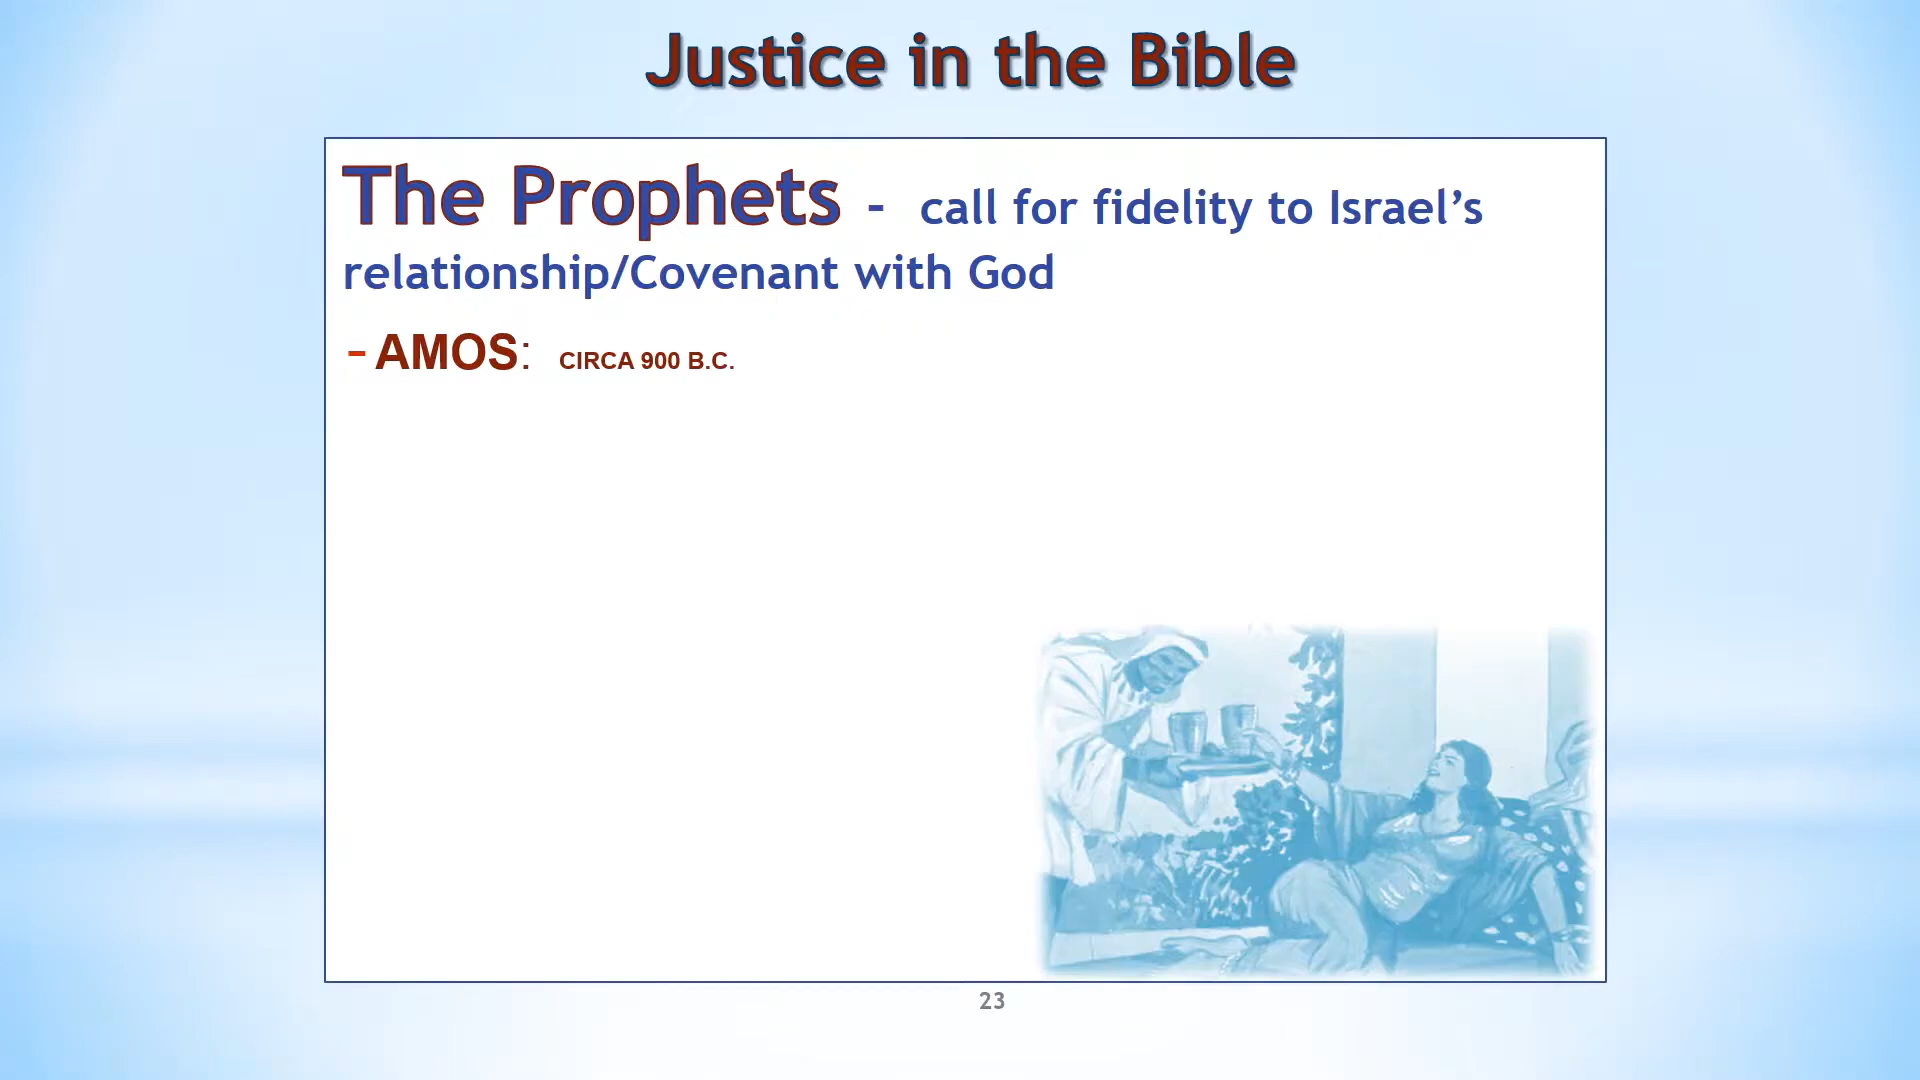 Justice in the Bible
The Prophets - call for fidelity to Israel’s
relationship/Covenant with God
- AMOS: CIRCA 900 B.C.
23